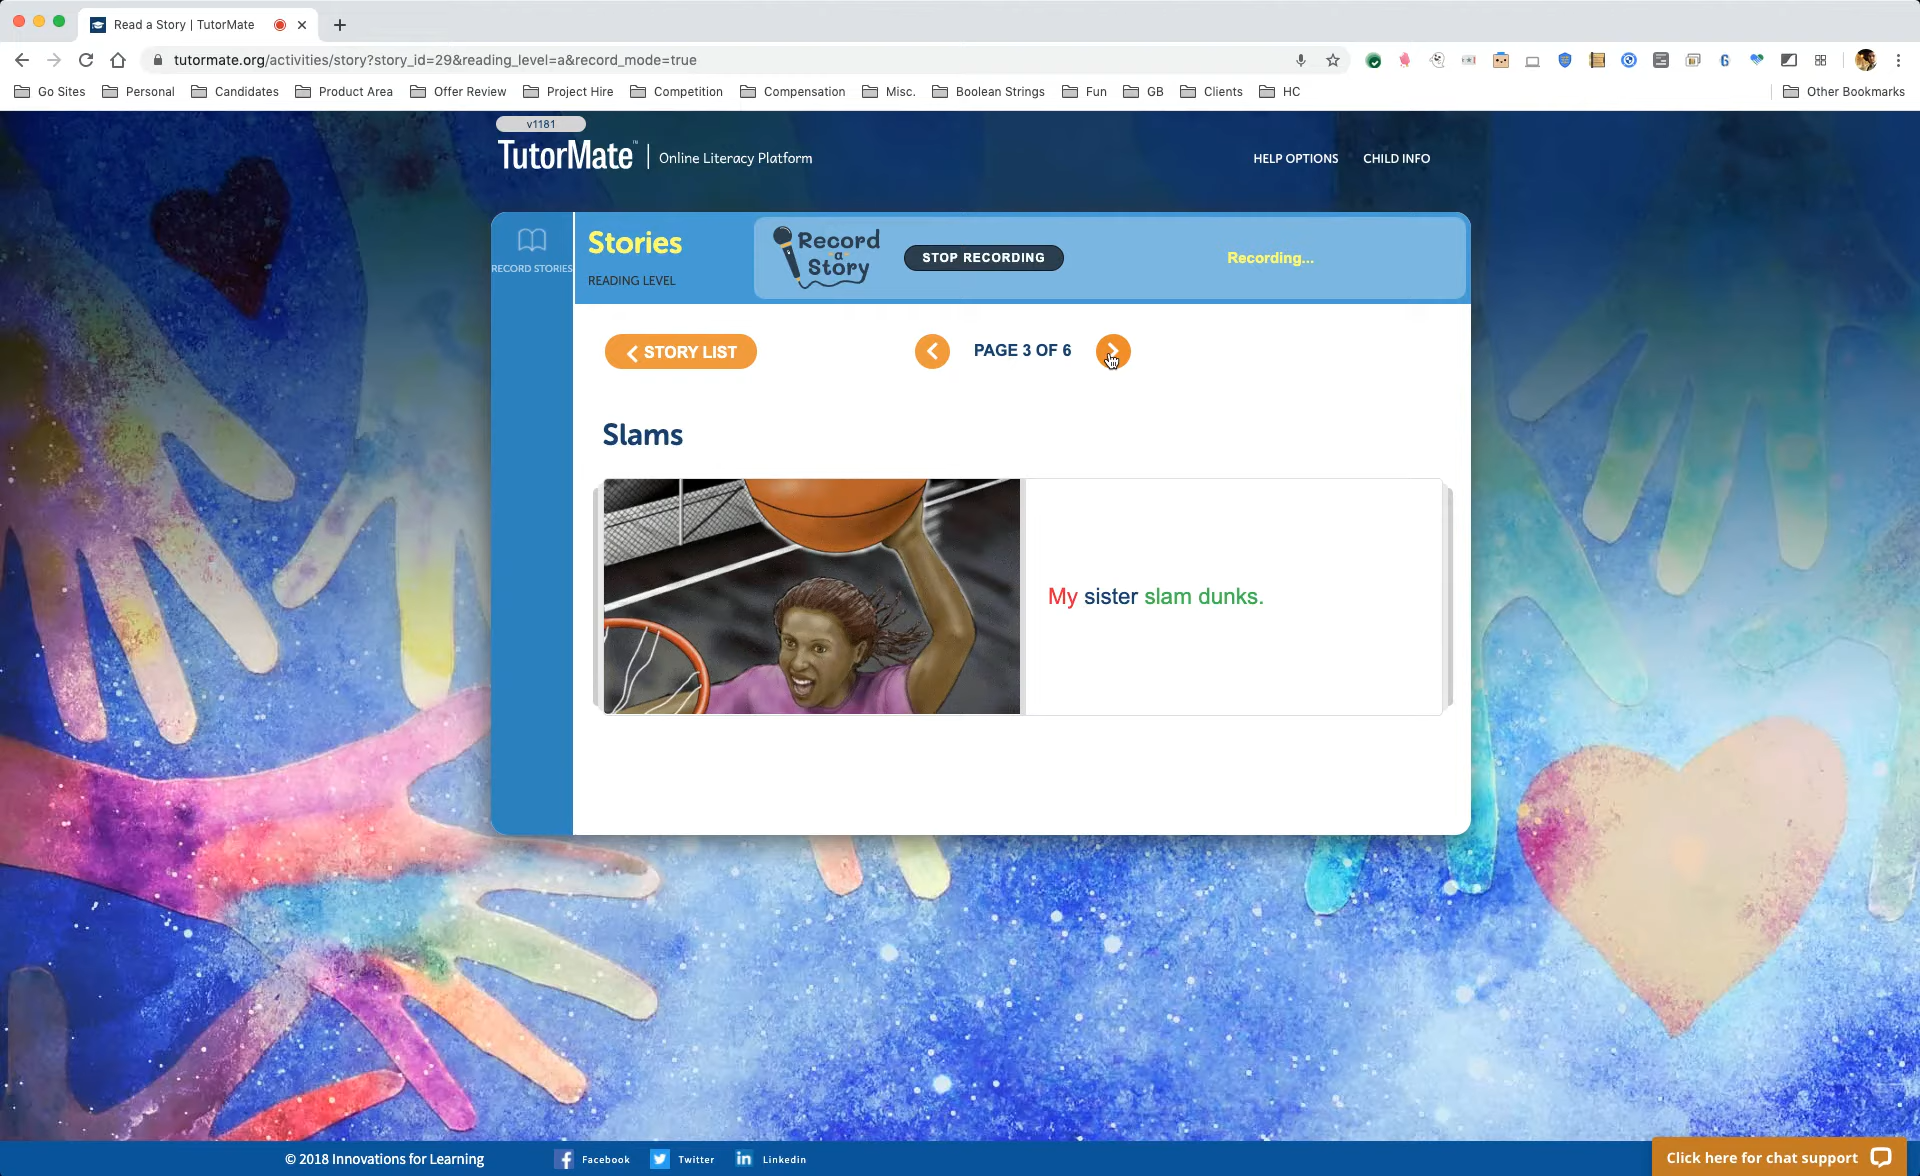 Read a Story | TutorMate
tutormate.org/activities/story?story_id=29&reading_level=a&record_mode=true
Go Sites Personal Candidates Product Area Offer Review Project Hire Competition Compensation Misc. Boolean Strings Fun GB Clients HC Other Bookmarks
v1181
TutorMate™ | Online Literacy Platform HELP OPTIONS CHILD INFO
RECORD STORIES
Stories
READING LEVEL
Record
a
Story
STOP RECORDING
Recording...
STORY LIST
PAGE 3 OF 6
Slams
My sister slam dunks.
© 2018 Innovations for Learning Facebook Twitter Linkedin
Click here for chat support